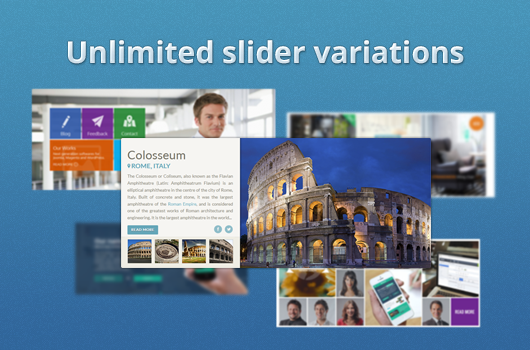 Unlimited slider variations
Blog
Feedback
Contact
Our Works
Colosseum
ROME, ITALY
The Colosseum or Coliseum, also known as the Flavian
Amphitheatre (Latin: Amphitheatrum Flavium) is an
elliptical amphitheatre in the centre of the city of Rome,
Italy. Built of concrete and stone, it was the largest
amphitheatre of the Roman Empire, and is considered
one of the greatest works of Roman architecture and
engineering. It is the largest amphitheatre in the world...
READ MORE
READ MORE